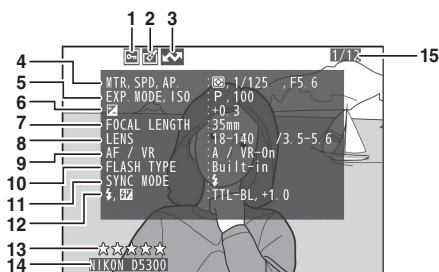 1 2 3
1/12 15
4 MTR, SPD, AP. : 1/125 , F5.6
5 EXP. MODE, ISO : P, 100
6 : +0.3
7 FOCAL LENGTH : 35mm
8 LENS : 18-140 /3.5-5.6
9 AF / VR : A / VR-On
10 FLASH TYPE : Built-in
11 SYNC MODE :
12 , : TTL-BL, +1.0
13
14 NIKON D5300